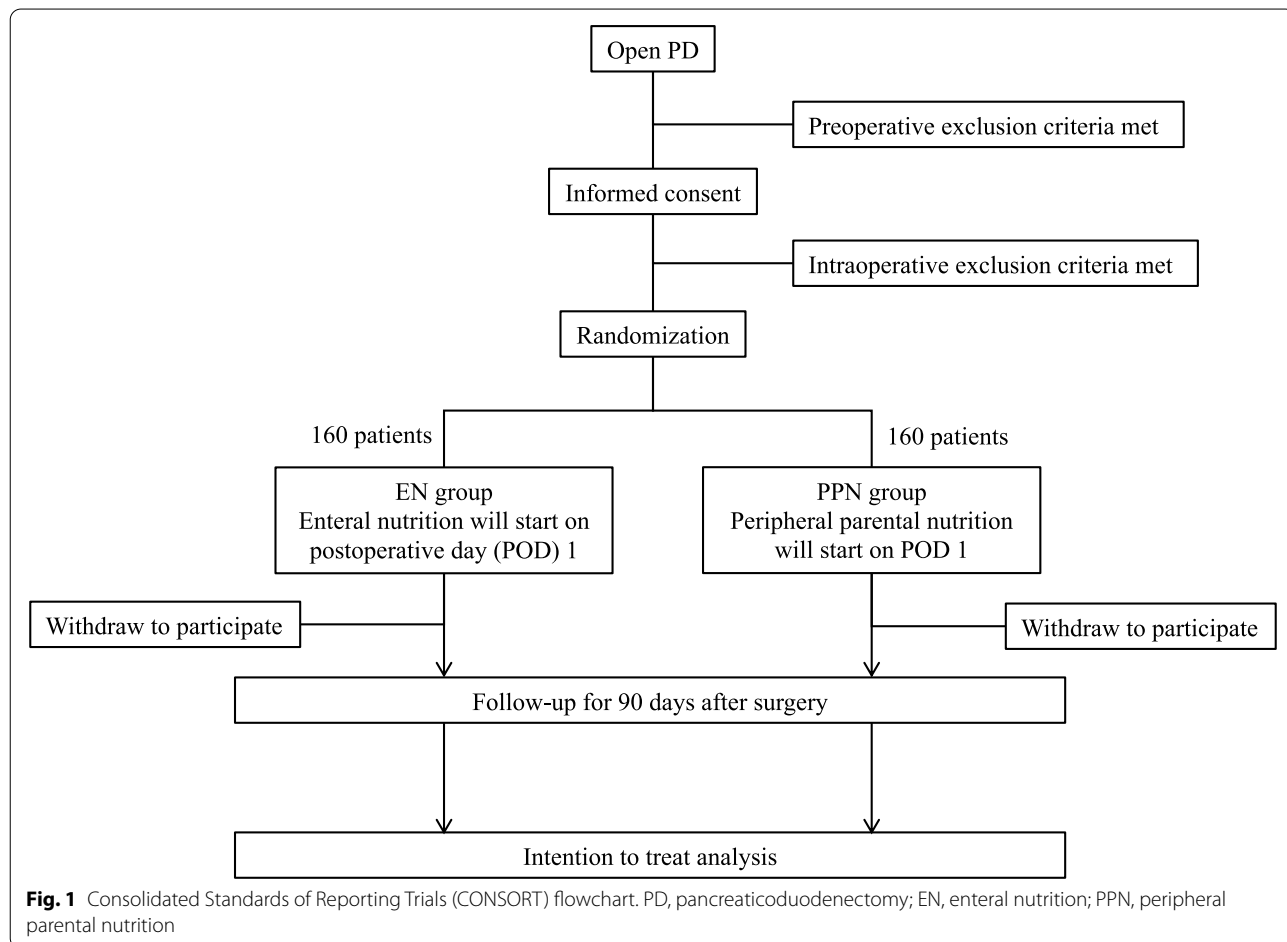 Open PD
Preoperative exclusion criteria met
Informed consent
Intraoperative exclusion criteria met
Randomization
160 patients
160 patients
EN group
Enteral nutrition will start on
postoperative day (POD) 1
PPN group
Peripheral parental nutrition
will start on POD 1
Withdraw to participate
Withdraw to participate
Follow-up for 90 days after surgery
Intention to treat analysis
Fig. 1 Consolidated Standards of Reporting Trials (CONSORT) flowchart. PD, pancreaticoduodenectomy; EN, enteral nutrition; PPN, peripheral
parental nutrition